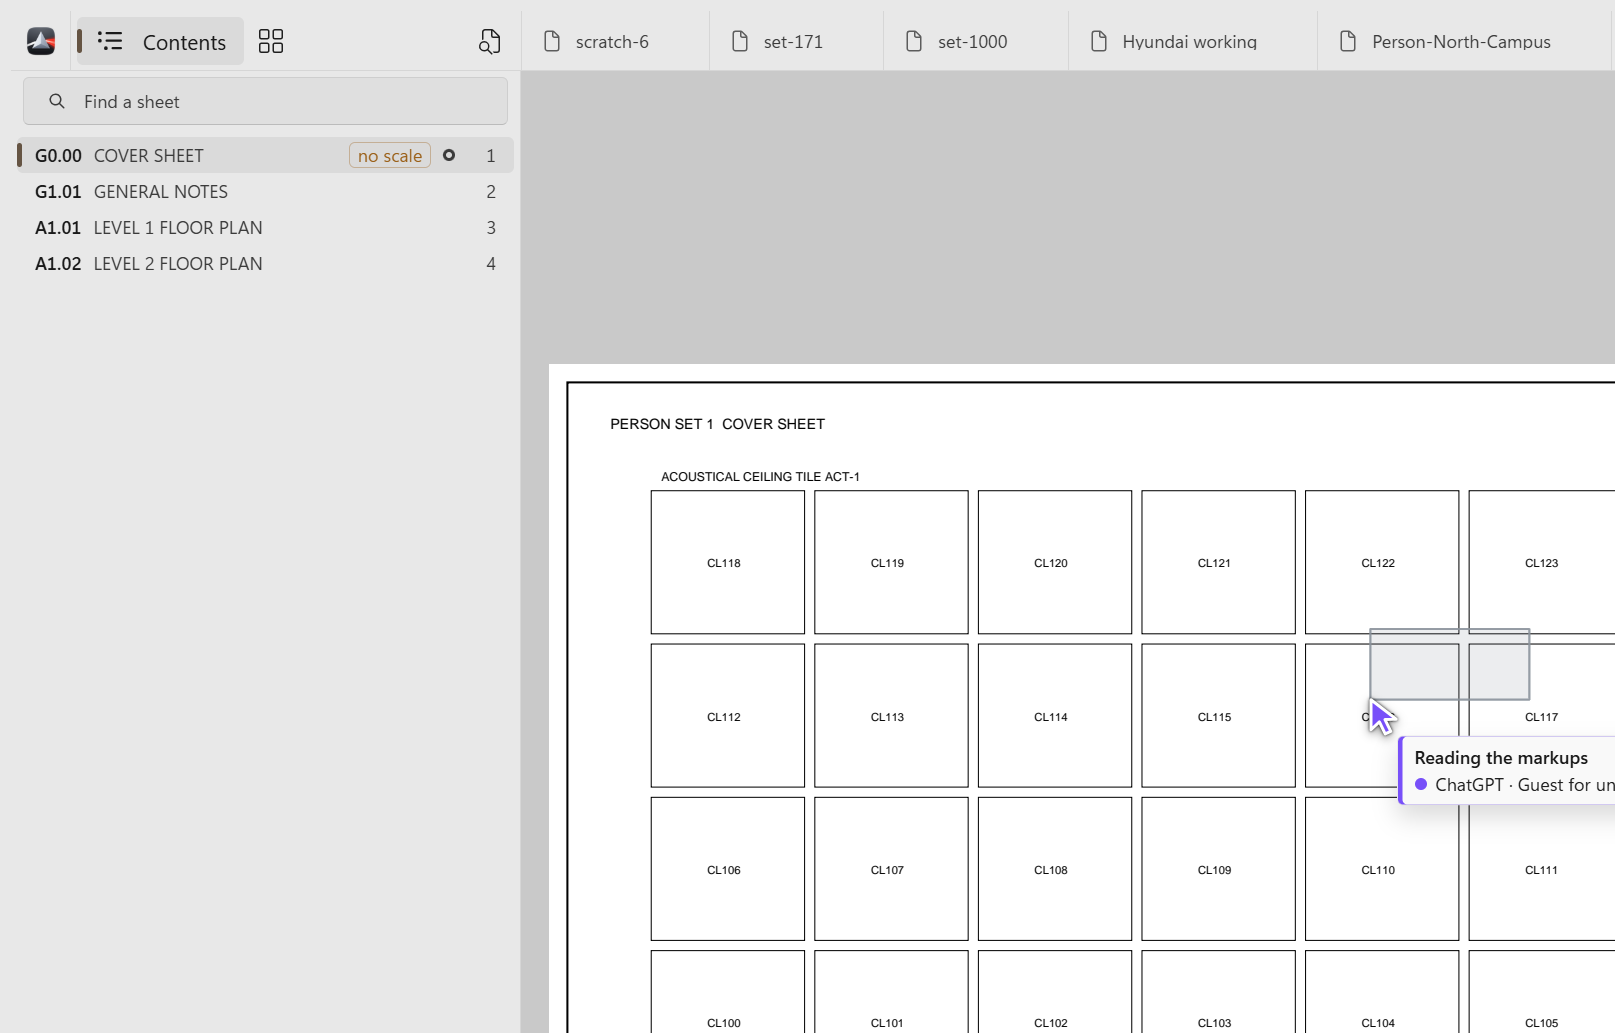 Contents
scratch-6
set-171
set-1000
Hyundai working
Person-North-Campus
Find a sheet
G0.00 COVER SHEET no scale 1
G1.01 GENERAL NOTES 2
A1.01 LEVEL 1 FLOOR PLAN 3
A1.02 LEVEL 2 FLOOR PLAN 4
PERSON SET 1 COVER SHEET
ACOUSTICAL CEILING TILE ACT-1
CL118 CL119 CL120 CL121 CL122 CL123
CL112 CL113 CL114 CL115 CL117
Reading the markups
ChatGPT · Guest for
CL106 CL107 CL108 CL109 CL110 CL111
CL100 CL101 CL102 CL103 CL104 CL105